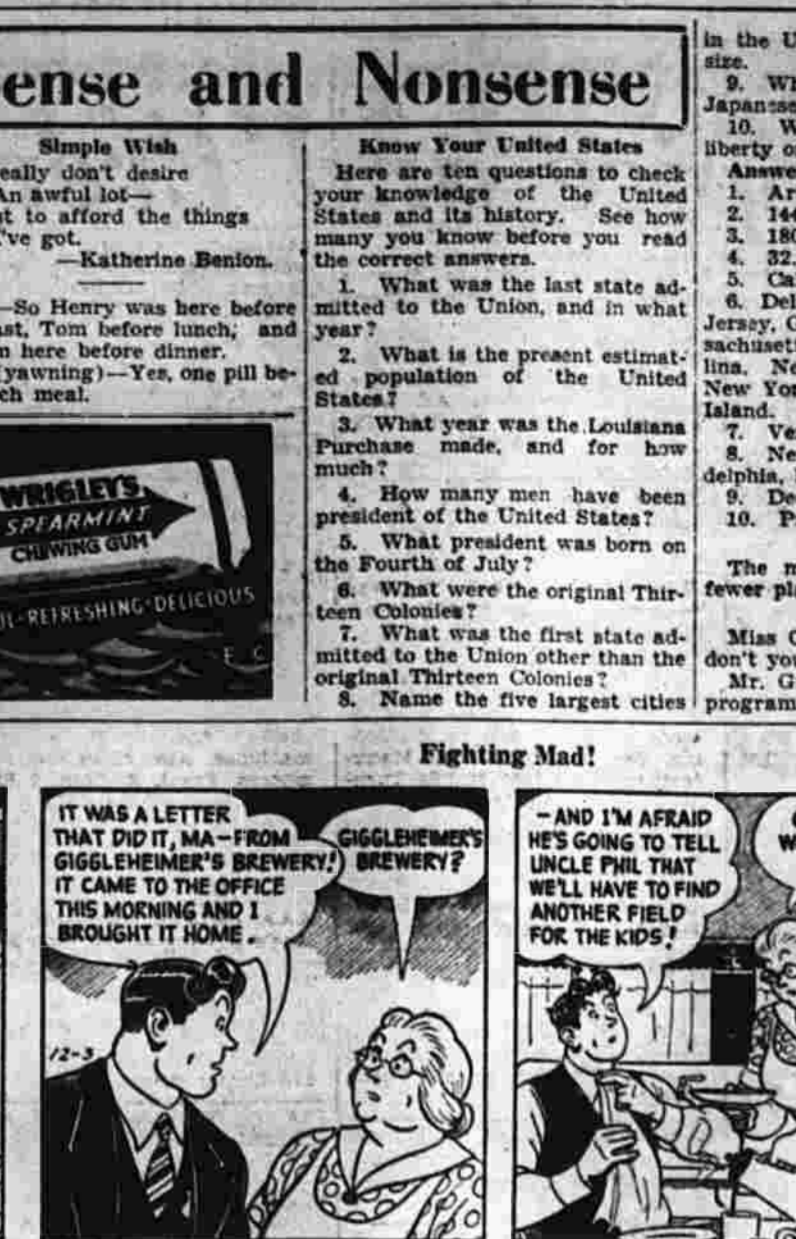 ense and Nonsense
Simple Wish
eally don't desire
An awful lot—
t to afford the things
've got.
—Katherine Benion.
—So Henry was here before
ast, Tom before lunch, and
n here before dinner.
(yawning)—Yes, one pill be-
ch meal.
WRIGLEY'S
SPEARMINT
CHEWING GUM
UL·REFRESHING·DELICIOUS
Know Your United States
Here are ten questions to check
your knowledge of the United
States and its history. See how
many you know before you read
the correct answers.
1. What was the last state ad-
mitted to the Union, and in what
year?
2. What is the present estimat-
ed population of the United
States?
3. What year was the Louisiana
Purchase made, and for how
much?
4. How many men have been
president of the United States?
5. What president was born on
the Fourth of July?
6. What were the original Thir-
teen Colonies?
7. What was the first state ad-
mitted to the Union other than the
original Thirteen Colonies?
8. Name the five largest cities
in the U
size.
9. Wh
Japanese
10. W
liberty o
Answe
1. Ar
2. 144
3. 180
4. 32.
5. Ca
6. Del
Jersey, G
sachusett
lina. Ne
New Yor
Island.
7. Ve
8. Ne
delphia,
9. De
10. P
The m
fewer pl
Miss C
don't you
Mr. G
program
Fighting Mad!
IT WAS A LETTER
THAT DID IT, MA—FROM
GIGGLEHEIMER'S BREWERY!
IT CAME TO THE OFFICE
THIS MORNING AND I
BROUGHT IT HOME.
GIGGLEHEIMER'S
BREWERY?
12-3
—AND I'M AFRAID
HE'S GOING TO TELL
UNCLE PHIL THAT
WE'LL HAVE TO FIND
ANOTHER FIELD
FOR THE KIDS!